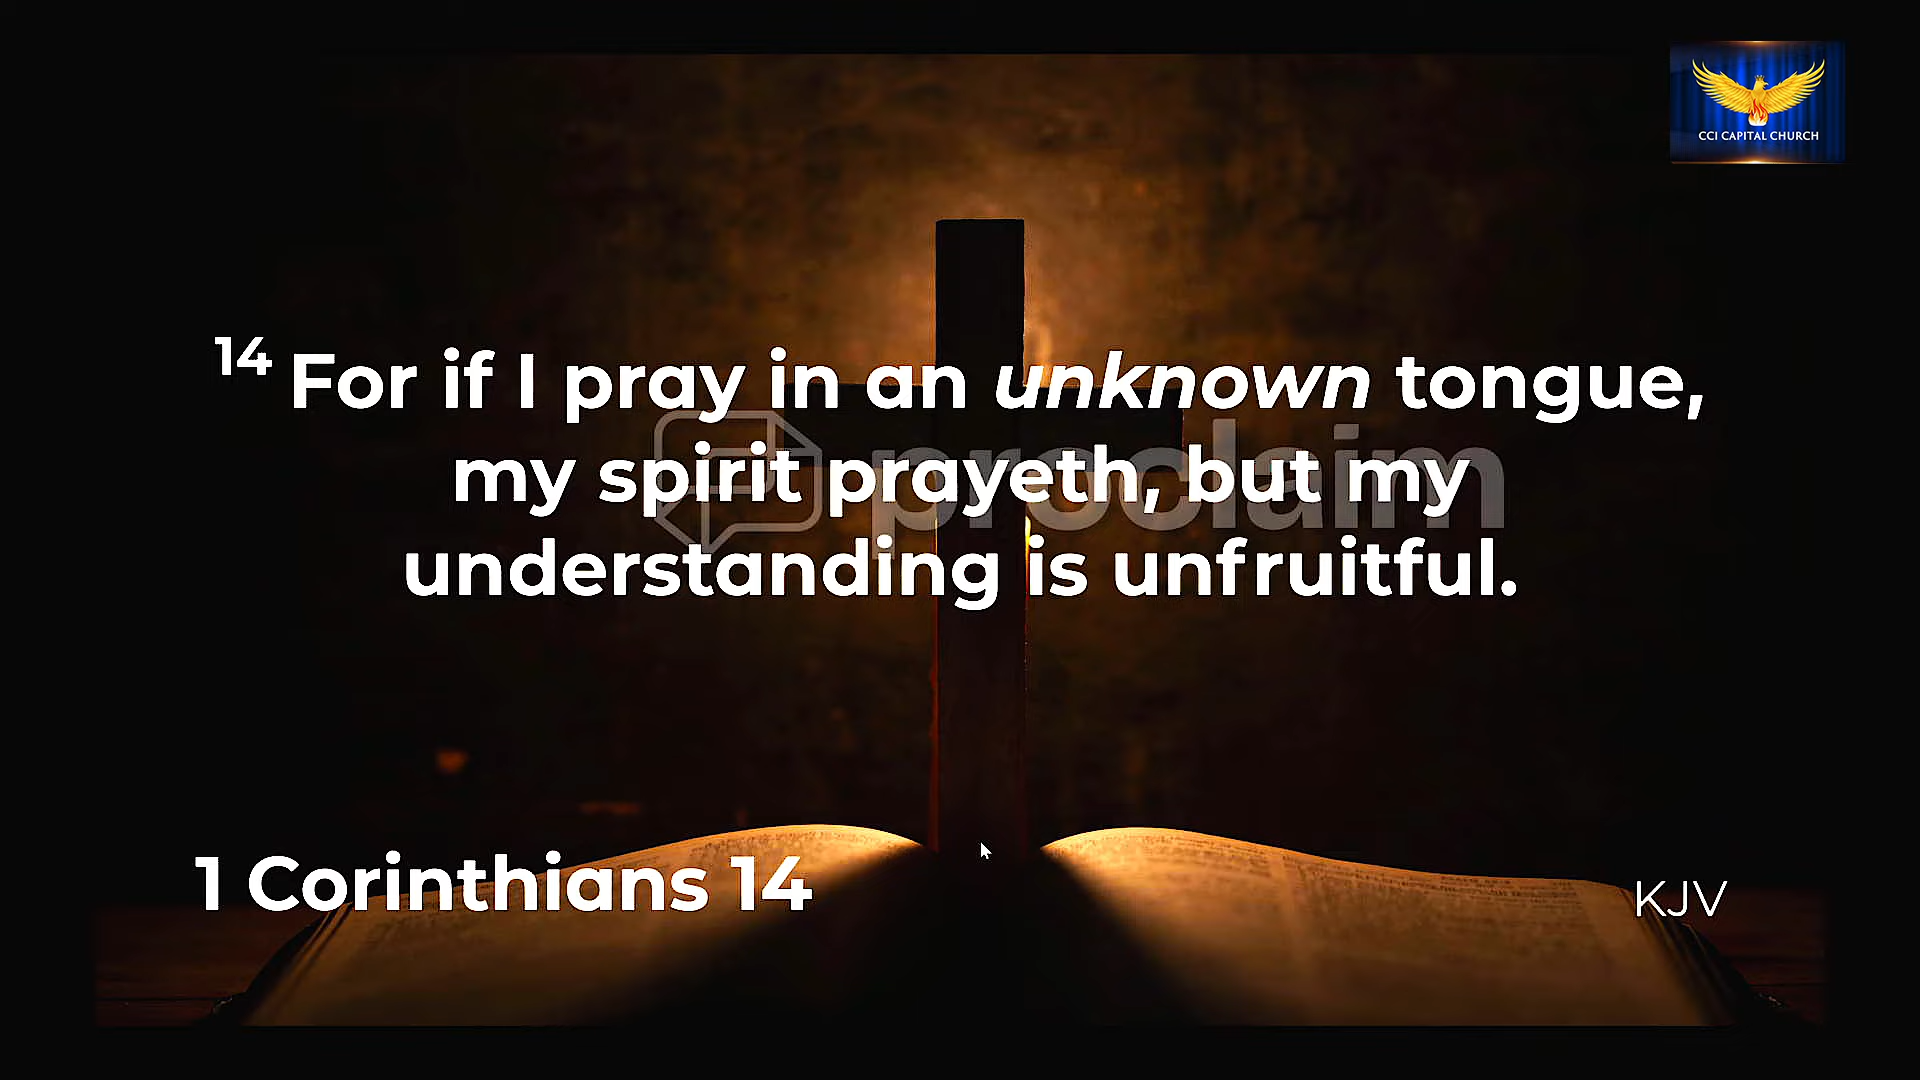 CCI CAPITAL CHURCH
14 For if I pray in an unknown tongue,
my spirit prayeth, but my
understanding is unfruitful.
proclaim
1 Corinthians 14
KJV